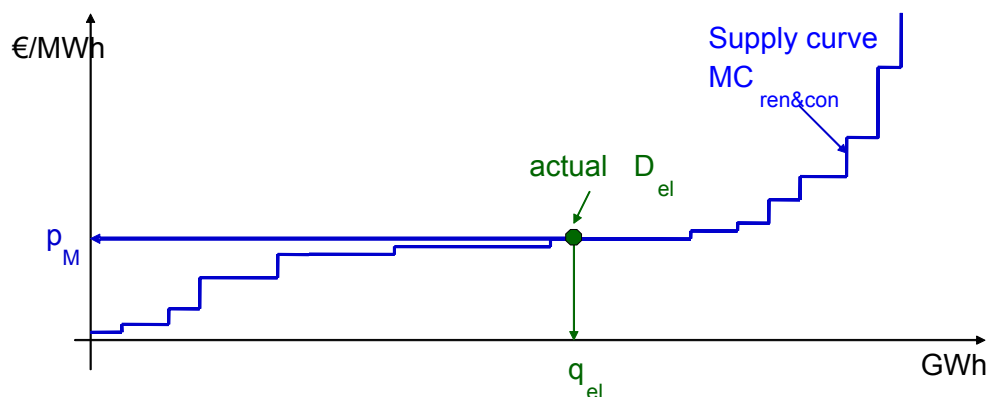 €/MWh
Supply curve
MC ren&con
actual D el
p M
q el
GWh